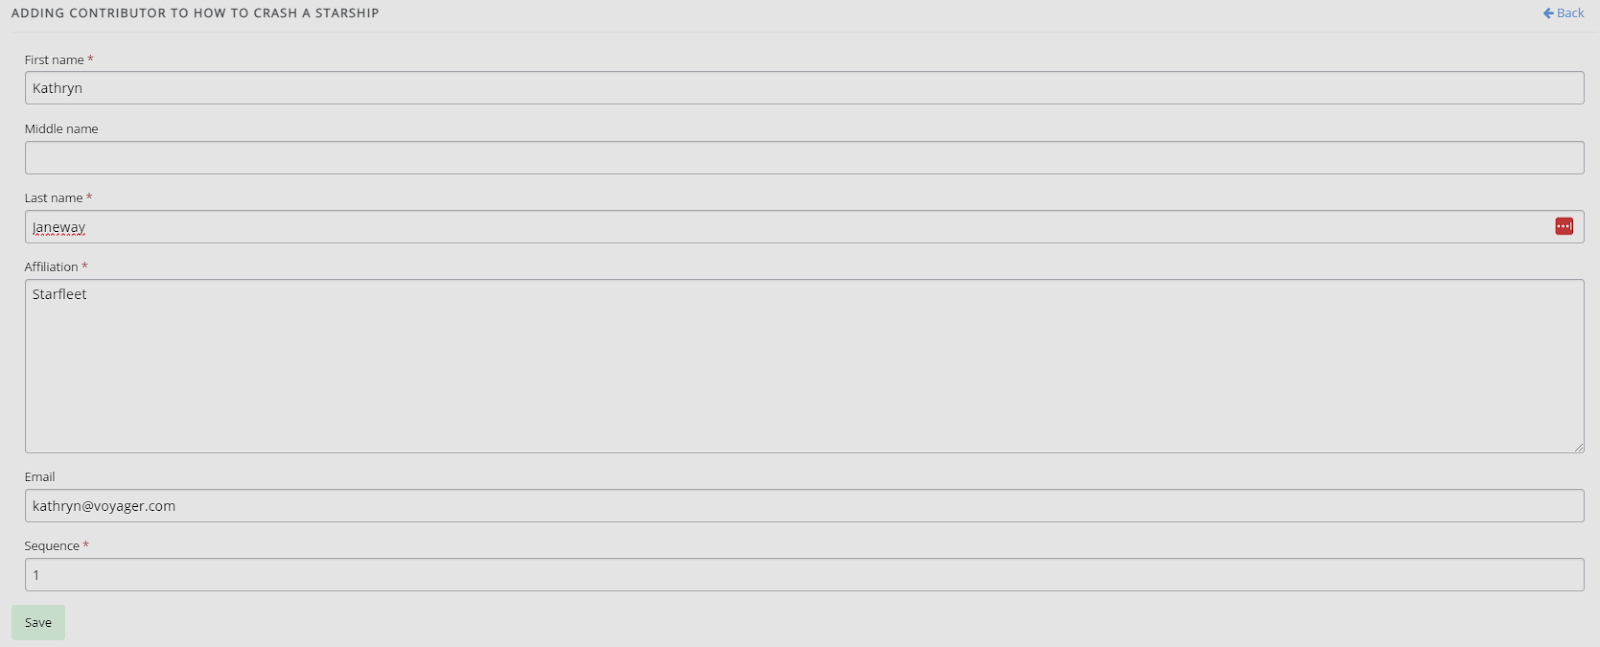 ADDING CONTRIBUTOR TO HOW TO CRASH A STARSHIP
Back
First name *
Kathryn
Middle name
Last name *
Janeway
Affiliation *
Starfleet
Email
kathryn@voyager.com
Sequence *
1
Save